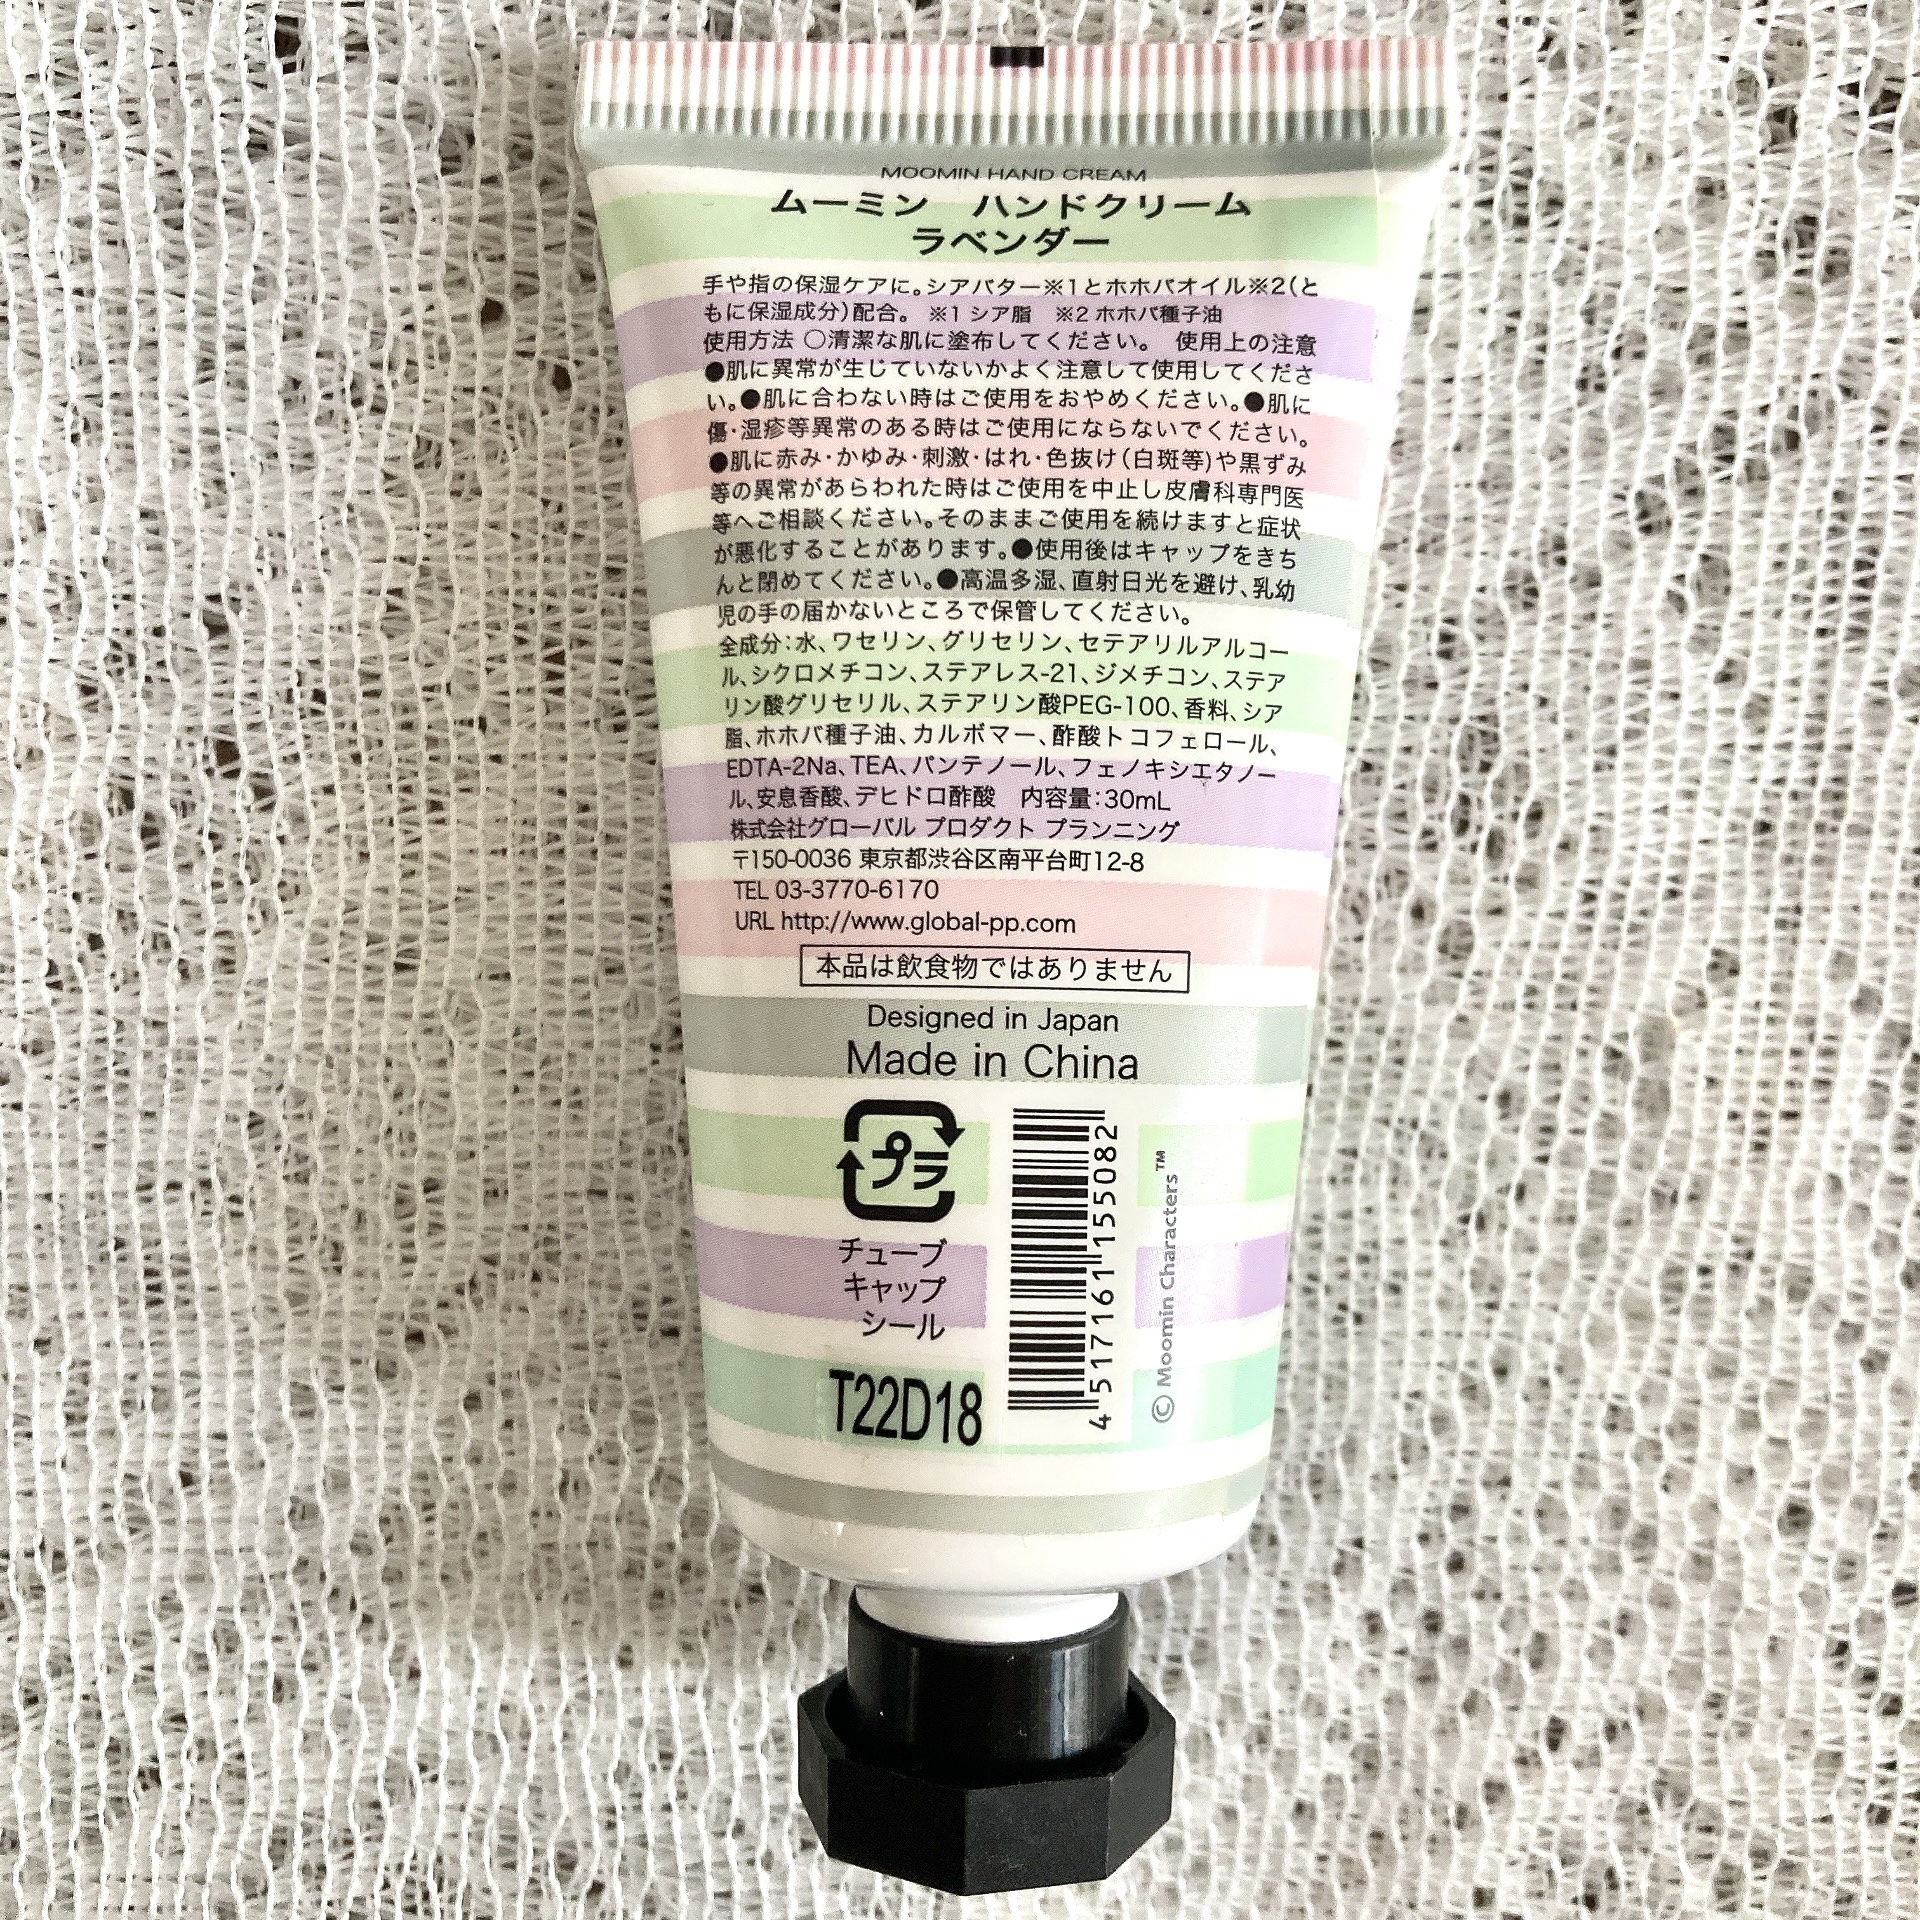 MOOMIN HAND CREAM
ムーミン　ハンドクリーム
ラベンダー
手や指の保湿ケアに。シアバター※1とホホバオイル※2(と
もに保湿成分)配合。 ※1 シア脂　※2 ホホバ種子油
使用方法 ○清潔な肌に塗布してください。　使用上の注意
●肌に異常が生じていないかよく注意して使用してくださ
い。●肌に合わない時はご使用をおやめください。●肌に
傷・湿疹等異常のある時はご使用にならないでください。
●肌に赤み・かゆみ・刺激・はれ・色抜け(白斑等)や黒ずみ
等の異常があらわれた時はご使用を中止し皮膚科専門医
等へご相談ください。そのままご使用を続けますと症状
が悪化することがあります。●使用後はキャップをきち
んと閉めてください。●高温多湿、直射日光を避け、乳幼
児の手の届かないところで保管してください。
全成分：水、ワセリン、グリセリン、セテアリルアルコー
ル、シクロメチコン、ステアレス-21、ジメチコン、ステア
リン酸グリセリル、ステアリン酸PEG-100、香料、シア
脂、ホホバ種子油、カルボマー、酢酸トコフェロール、
EDTA-2Na、TEA、パンテノール、フェノキシエタノー
ル、安息香酸、デヒドロ酢酸　内容量：30mL
株式会社グローバル プロダクト プランニング
〒150-0036 東京都渋谷区南平台町12-8
TEL 03-3770-6170
URL http://www.global-pp.com
本品は飲食物ではありません
Designed in Japan
Made in China
プラ
チューブ
キャップ
シール
T22D18
4517161155082
© Moomin Characters™